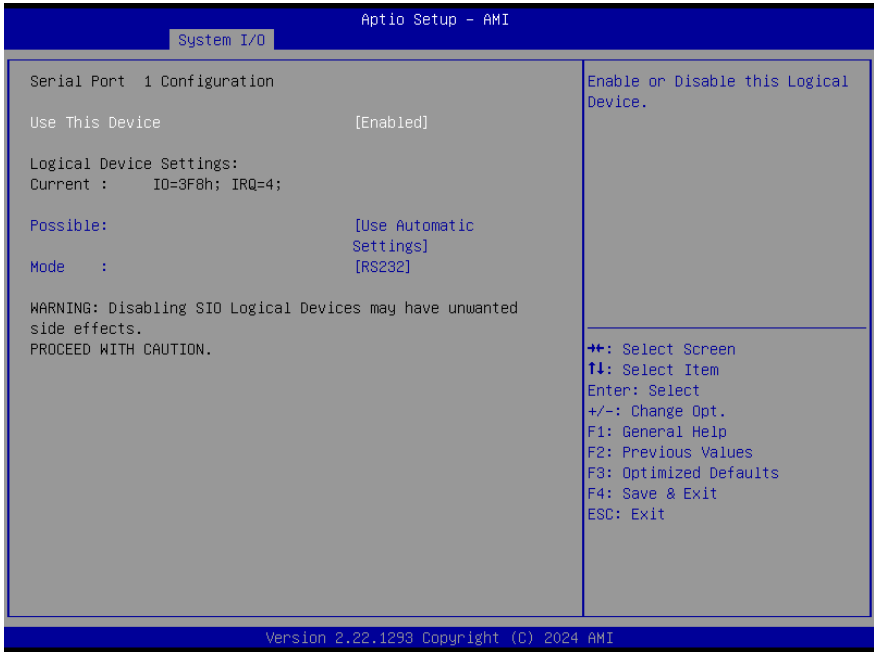 Aptio Setup – AMI
System I/O
Serial Port  1 Configuration
Use This Device [Enabled]
Logical Device Settings:
Current :     IO=3F8h; IRQ=4;
Possible: [Use Automatic
Settings]
Mode    : [RS232]
WARNING: Disabling SIO Logical Devices may have unwanted
side effects.
PROCEED WITH CAUTION.
Enable or Disable this Logical
Device.
→←: Select Screen
↑↓: Select Item
Enter: Select
+/-: Change Opt.
F1: General Help
F2: Previous Values
F3: Optimized Defaults
F4: Save & Exit
ESC: Exit
Version 2.22.1293 Copyright (C) 2024 AMI